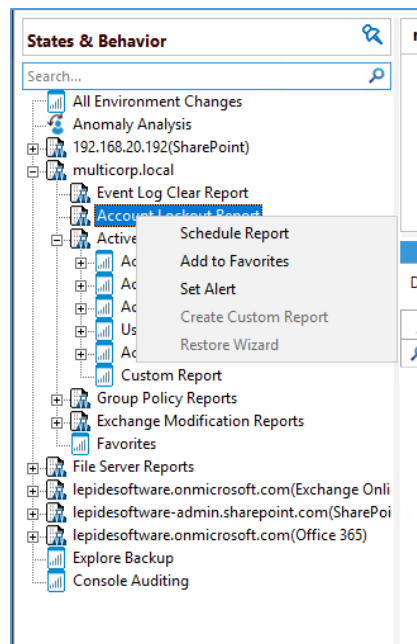 States & Behavior
Search...
All Environment Changes
Anomaly Analysis
192.168.20.192(SharePoint)
multicorp.local
Event Log Clear Report
Account Lockout Report
Schedule Report
Active
Add to Favorites
Set Alert
Create Custom Report
Us
Restore Wizard
Custom Report
Group Policy Reports
Exchange Modification Reports
Favorites
File Server Reports
lepidesoftware.onmicrosoft.com(Exchange Onli
lepidesoftware-admin.sharepoint.com(SharePoi
lepidesoftware.onmicrosoft.com(Office 365)
Explore Backup
Console Auditing